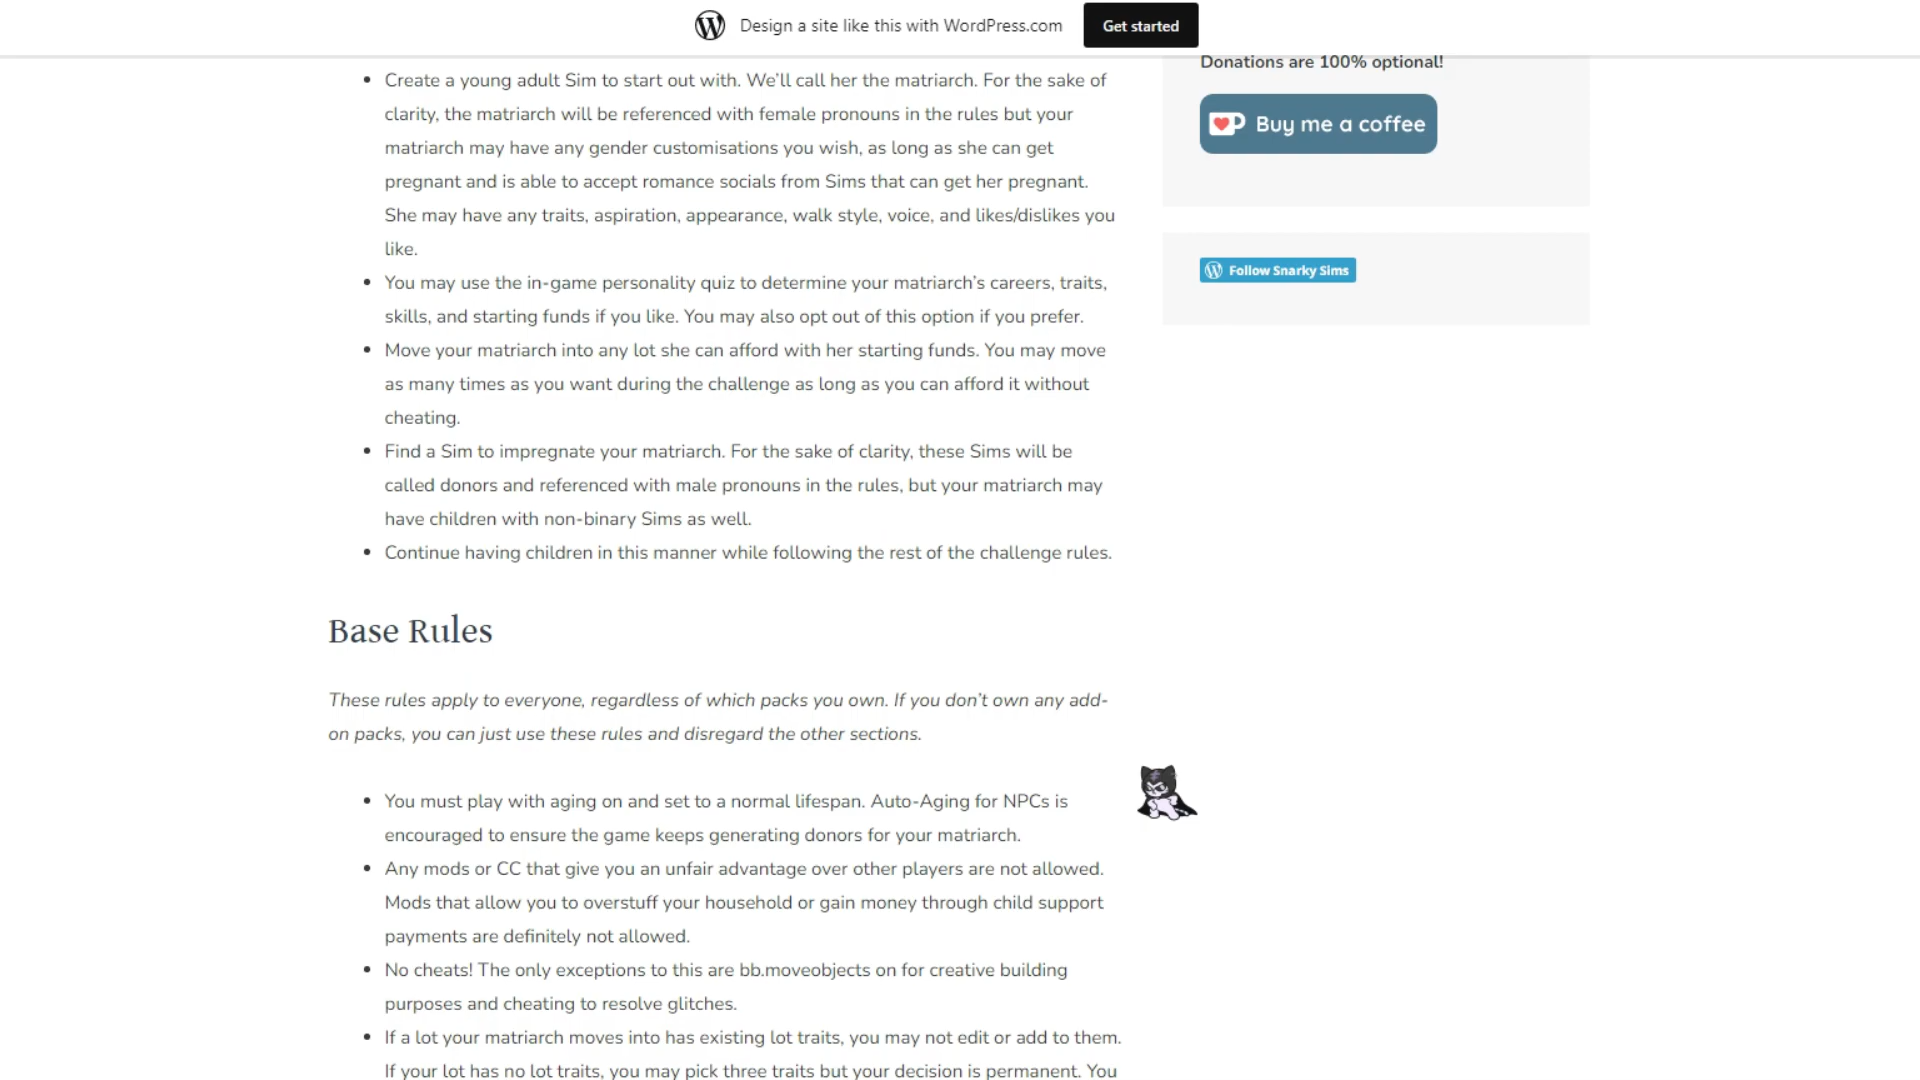 Design a site like this with WordPress.com
Get started
Create a young adult Sim to start out with. We’ll call her the matriarch. For the sake of
clarity, the matriarch will be referenced with female pronouns in the rules but your
matriarch may have any gender customisations you wish, as long as she can get
pregnant and is able to accept romance socials from Sims that can get her pregnant.
She may have any traits, aspiration, appearance, walk style, voice, and likes/dislikes you
like.
You may use the in-game personality quiz to determine your matriarch’s careers, traits,
skills, and starting funds if you like. You may also opt out of this option if you prefer.
Move your matriarch into any lot she can afford with her starting funds. You may move
as many times as you want during the challenge as long as you can afford it without
cheating.
Find a Sim to impregnate your matriarch. For the sake of clarity, these Sims will be
called donors and referenced with male pronouns in the rules, but your matriarch may
have children with non-binary Sims as well.
Continue having children in this manner while following the rest of the challenge rules.
Base Rules
These rules apply to everyone, regardless of which packs you own. If you don’t own any add-
on packs, you can just use these rules and disregard the other sections.
You must play with aging on and set to a normal lifespan. Auto-Aging for NPCs is
encouraged to ensure the game keeps generating donors for your matriarch.
Any mods or CC that give you an unfair advantage over other players are not allowed.
Mods that allow you to overstuff your household or gain money through child support
payments are definitely not allowed.
No cheats! The only exceptions to this are bb.moveobjects on for creative building
purposes and cheating to resolve glitches.
If a lot your matriarch moves into has existing lot traits, you may not edit or add to them.
If your lot has no lot traits, you may pick three traits but your decision is permanent. You
Donations are 100% optional!
Buy me a coffee
Follow Snarky Sims